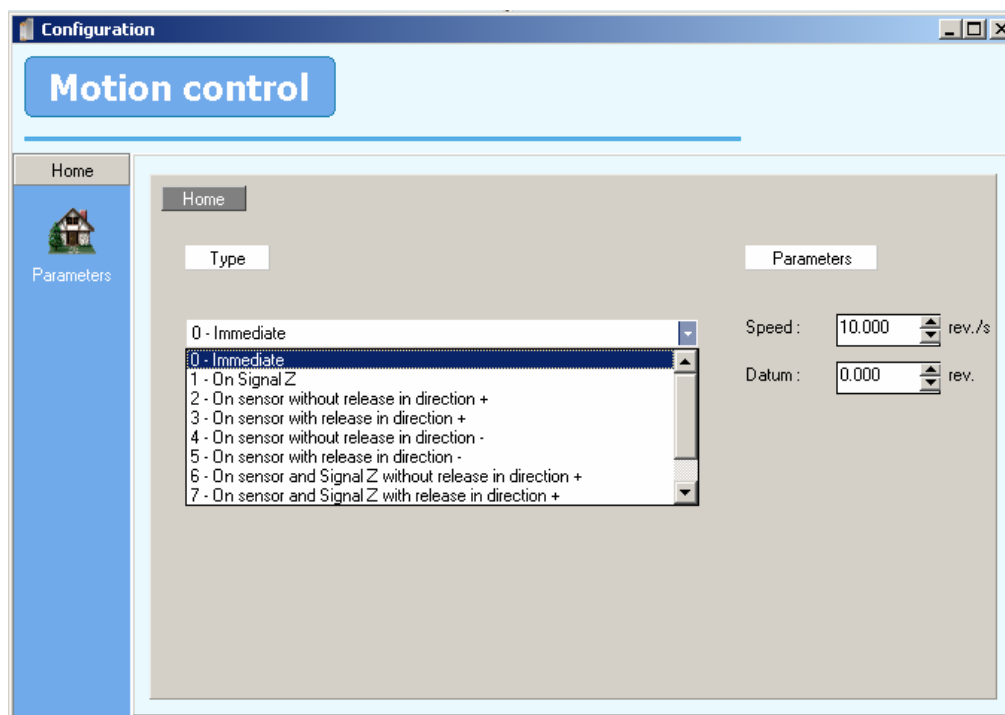 Configuration
Motion control
Home
Parameters
Home
Type
Parameters
0 - Immediate
0 - Immediate
1 - On Signal Z
2 - On sensor without release in direction +
3 - On sensor with release in direction +
4 - On sensor without release in direction -
5 - On sensor with release in direction -
6 - On sensor and Signal Z without release in direction +
7 - On sensor and Signal Z with release in direction +
Speed : 10.000 rev./s
Datum : 0.000 rev.